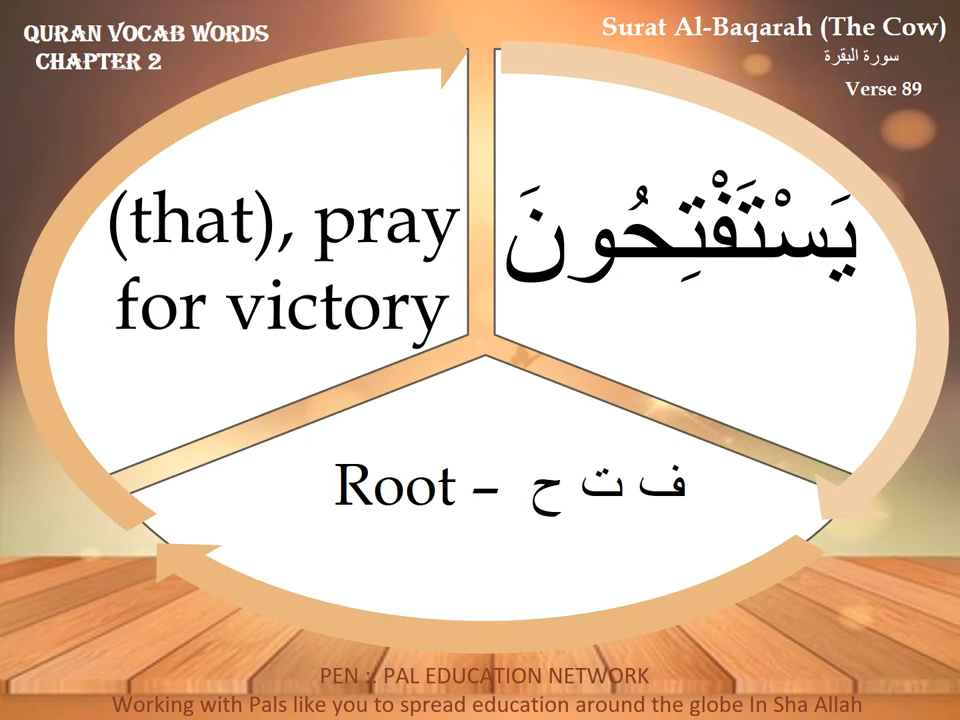 QURAN VOCAB WORDS
CHAPTER 2
Surat Al-Baqarah (The Cow)
سورة البقرة
Verse 89
(that), pray
for victory
يَسْتَفْتِحُونَ
Root – ف ت ح
PEN :: PAL EDUCATION NETWORK
Working with Pals like you to spread education around the globe In Sha Allah